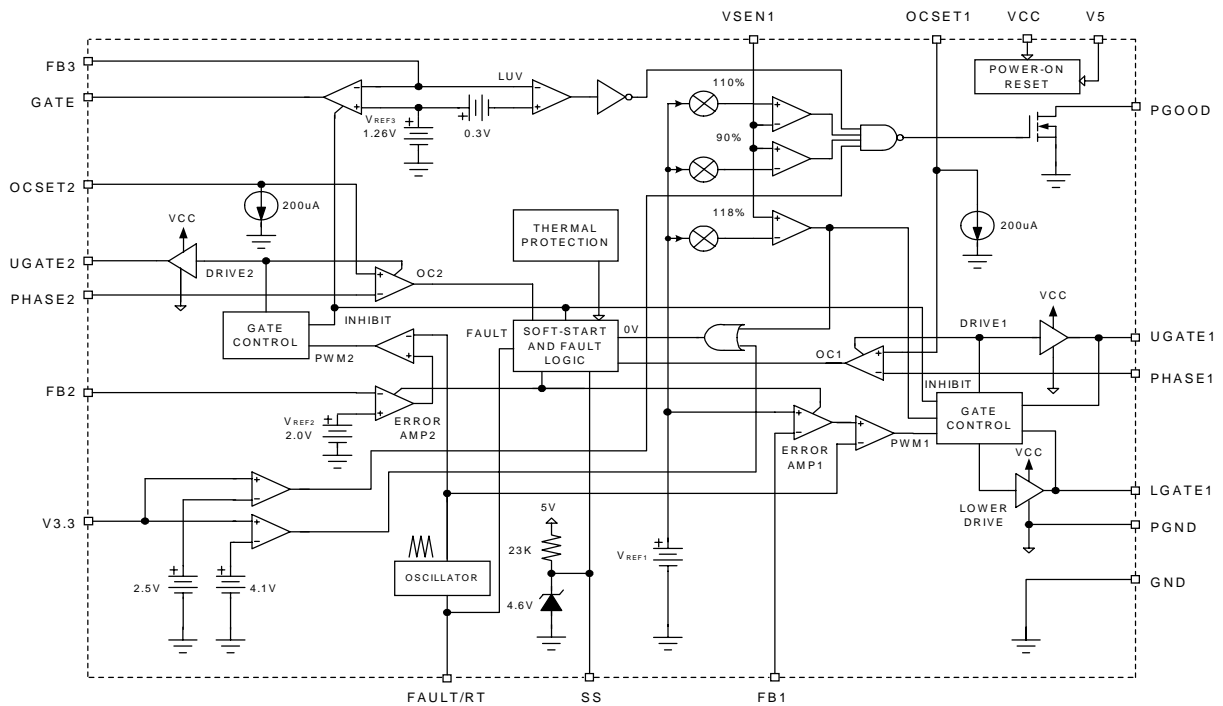 VSEN1
OCSET1
VCC
V5
FB3
GATE
LUV
110%
POWER-ON
RESET
PGOOD
VREF3
1.26V
0.3V
90%
OCSET2
200uA
118%
200uA
THERMAL
PROTECTION
VCC
UGATE2
DRIVE2
OC2
PHASE2
VCC
INHIBIT
GATE
CONTROL
PWM2
FAULT
SOFT-START
AND FAULT
LOGIC
0V
DRIVE1
UGATE1
OC1
PHASE1
INHIBIT
FB2
GATE
CONTROL
VREF2
2.0V
ERROR
AMP2
ERROR
AMP1
PWM1
VCC
LGATE1
LOWER
DRIVE
V3.3
PGND
5V
23K
VREF1
OSCILLATOR
2.5V
4.1V
4.6V
GND
FAULT/RT
SS
FB1